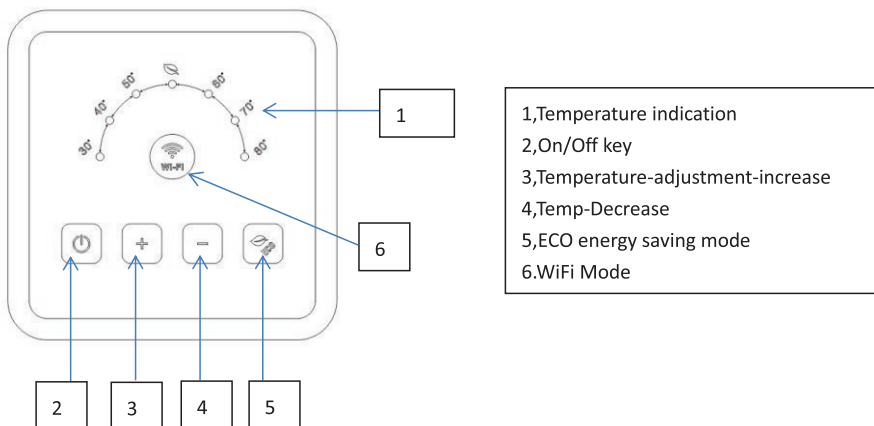 30°
40°
50°
60°
70°
80°
WI-FI
1
6
2
3
4
5
1,Temperature indication
2,On/Off key
3,Temperature-adjustment-increase
4,Temp-Decrease
5,ECO energy saving mode
6.WiFi Mode